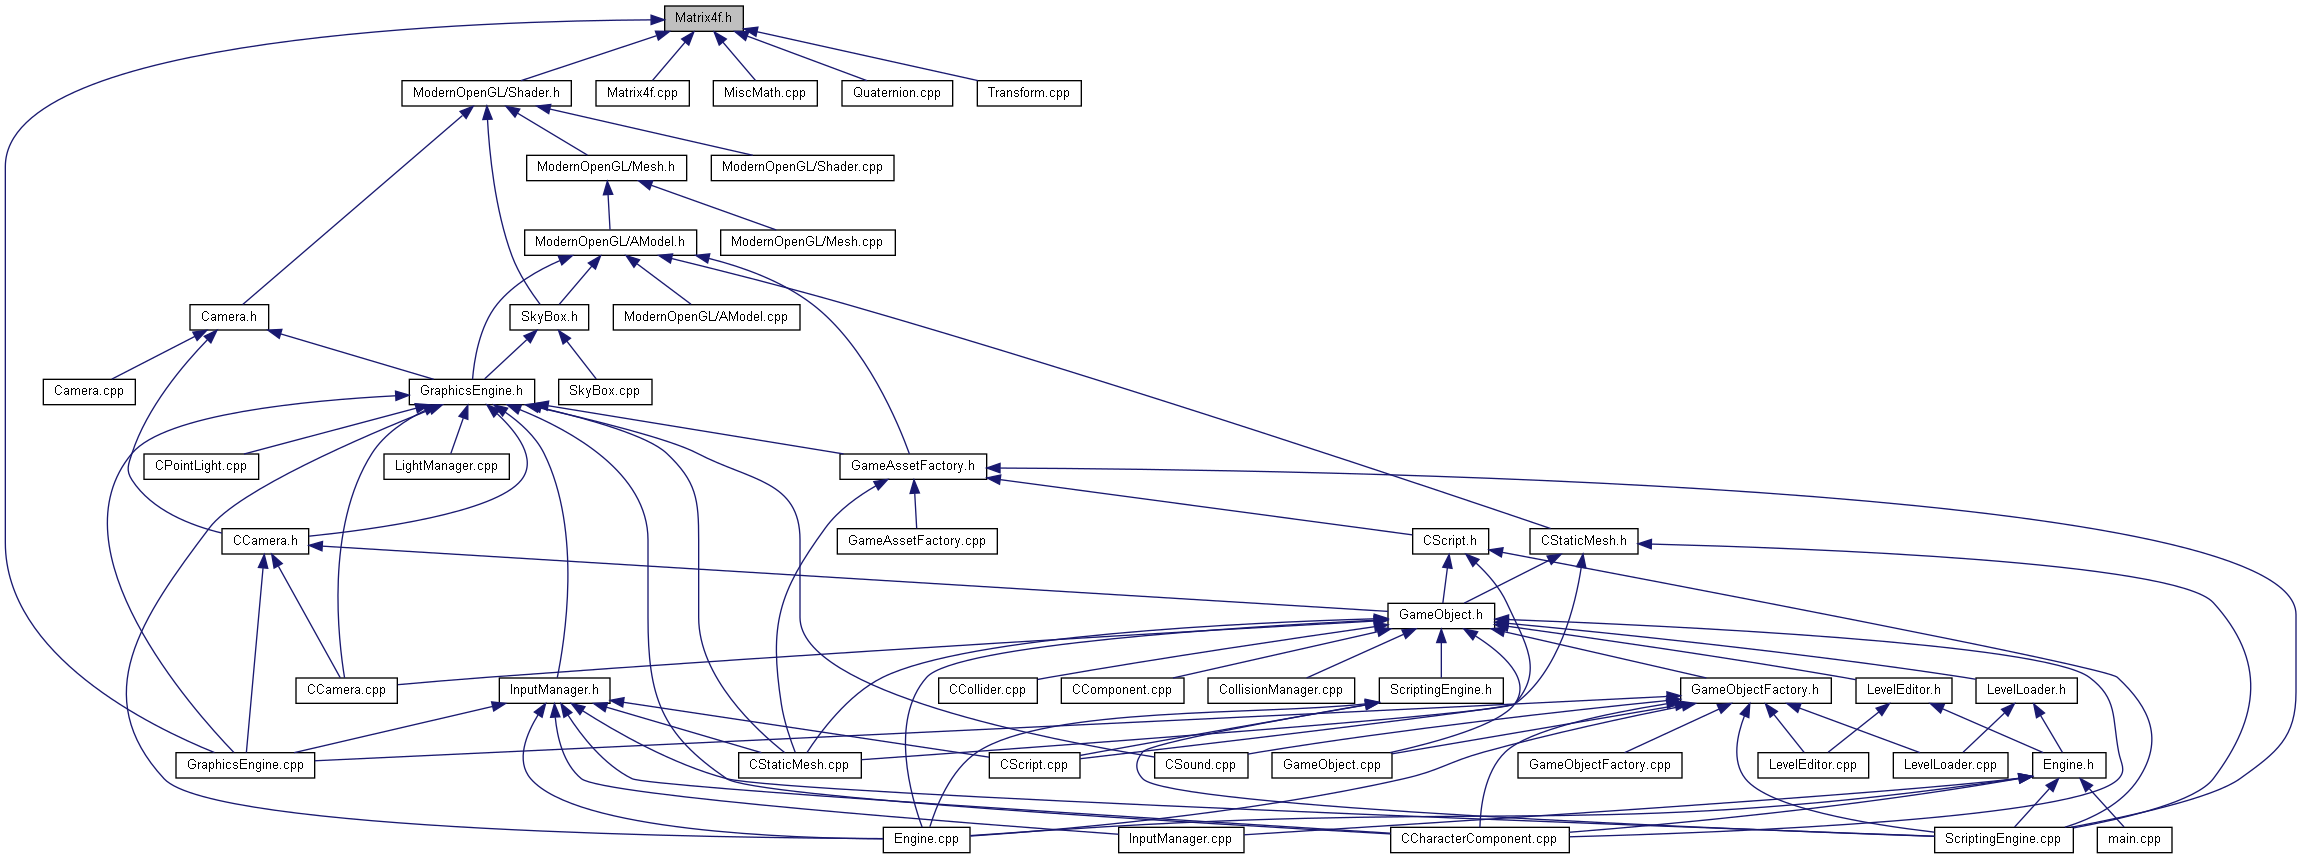 Matrix4f.h
ModernOpenGL/Shader.h
Matrix4f.cpp
MiscMath.cpp
Quaternion.cpp
Transform.cpp
ModernOpenGL/Mesh.h
ModernOpenGL/Shader.cpp
ModernOpenGL/AModel.h
ModernOpenGL/Mesh.cpp
Camera.h
SkyBox.h
ModernOpenGL/AModel.cpp
Camera.cpp
GraphicsEngine.h
SkyBox.cpp
CPointLight.cpp
LightManager.cpp
GameAssetFactory.h
CCamera.h
GameAssetFactory.cpp
CScript.h
CStaticMesh.h
GameObject.h
CCamera.cpp
InputManager.h
CCollider.cpp
CComponent.cpp
CollisionManager.cpp
ScriptingEngine.h
GameObjectFactory.h
LevelEditor.h
LevelLoader.h
GraphicsEngine.cpp
CStaticMesh.cpp
CScript.cpp
CSound.cpp
GameObject.cpp
GameObjectFactory.cpp
LevelEditor.cpp
LevelLoader.cpp
Engine.h
Engine.cpp
InputManager.cpp
CCharacterComponent.cpp
ScriptingEngine.cpp
main.cpp